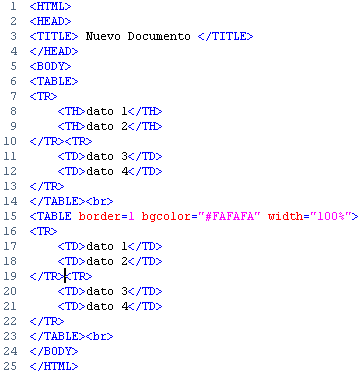 1 <HTML>
2 <HEAD>
3 <TITLE> Nuevo Documento </TITLE>
4 </HEAD>
5 <BODY>
6 <TABLE>
7 <TR>
8 <TH>dato 1</TH>
9 <TH>dato 2</TH>
10 </TR><TR>
11 <TD>dato 3</TD>
12 <TD>dato 4</TD>
13 </TR>
14 </TABLE><br>
15 <TABLE border=1 bgcolor="#FAFAFA" width="100%">
16 <TR>
17 <TD>dato 1</TD>
18 <TD>dato 2</TD>
19 </TR><TR>
20 <TD>dato 3</TD>
21 <TD>dato 4</TD>
22 </TR>
23 </TABLE><br>
24 </BODY>
25 </HTML>